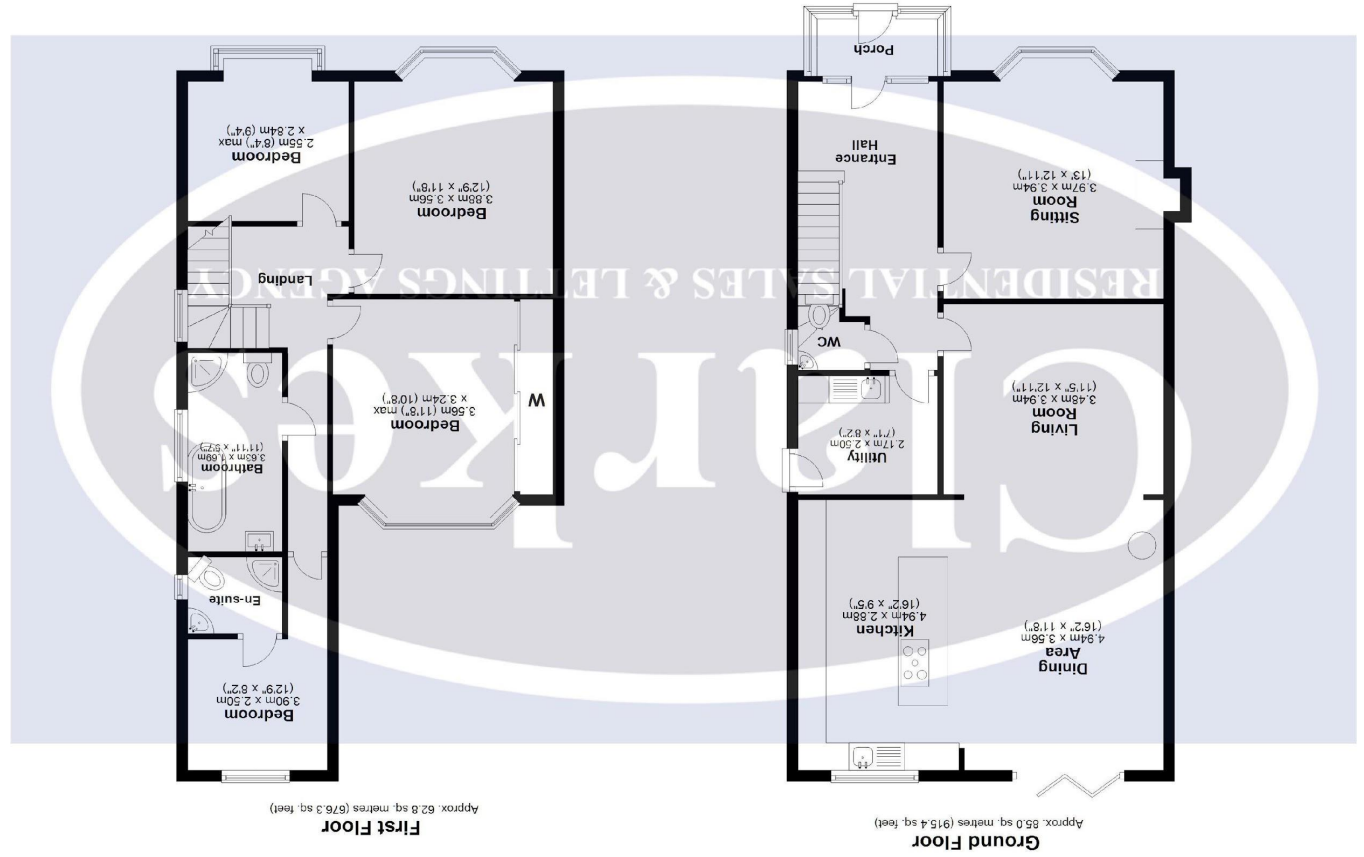 Ground Floor
Approx. 85.0 sq. metres (915.4 sq. feet)
Dining
Area
4.94m x 3.56m
(16'2" x 11'8")
Kitchen
4.94m x 2.88m
(16'2" x 9'5")
Living
Room
3.48m x 3.94m
(11'5" x 12'11")
Utility
2.17m x 2.50m
(7'1" x 8'2")
WC
Sitting
Room
3.97m x 3.94m
(13' x 12'11")
Entrance
Hall
Porch
First Floor
Approx. 62.8 sq. metres (676.3 sq. feet)
Bedroom
3.90m x 2.50m
(12'9" x 8'2")
En-suite
Bathroom
3.63m x 1.69m
(11'11" x 5'7")
W
Bedroom
3.56m (11'8") max
x 3.24m (10'8")
Landing
Bedroom
3.88m x 3.56m
(12'9" x 11'8")
Bedroom
2.55m (8'4") max
x 2.84m (9'4")
Clarkes
RESIDENTIAL SALES & LETTINGS AGENCY